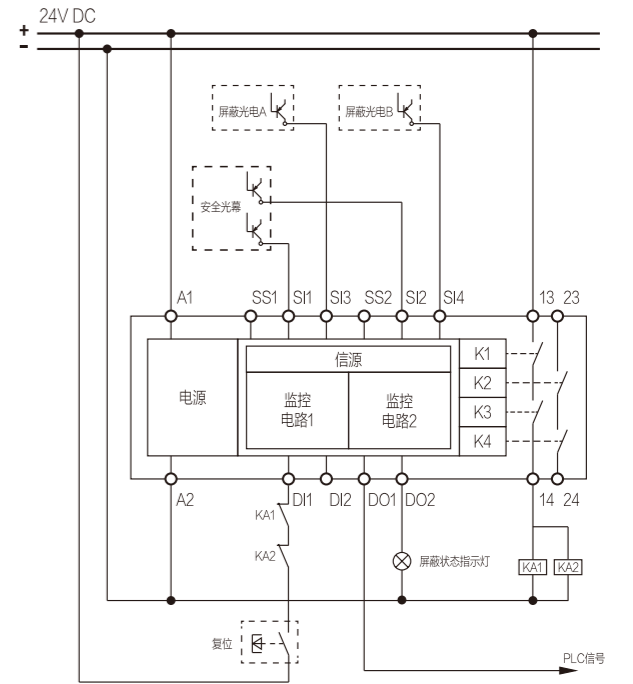 24V DC
+
-
屏蔽光电A
屏蔽光电B
安全光幕
A1 SS1 SI1 SI3 SS2 SI2 SI4 13 23
电源
信源
监控
电路1
监控
电路2
K1
K2
K3
K4
A2 DI1 DI2 DO1 DO2 14 24
KA1
KA2
屏蔽状态指示灯
KA1 KA2
复位
PLC信号